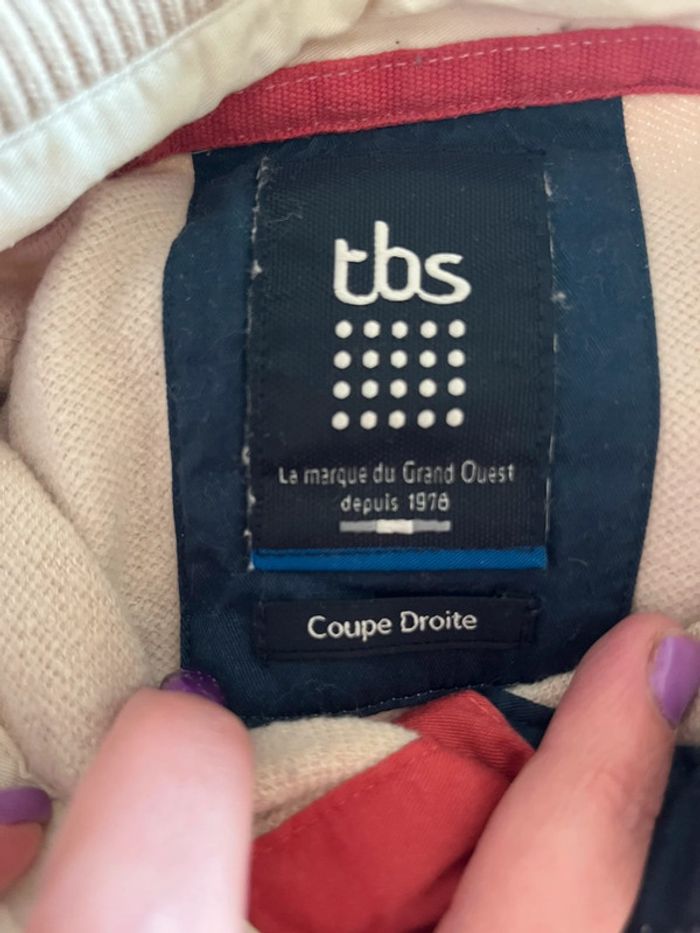 tbs
La marque du Grand Ouest
depuis 1978
Coupe Droite